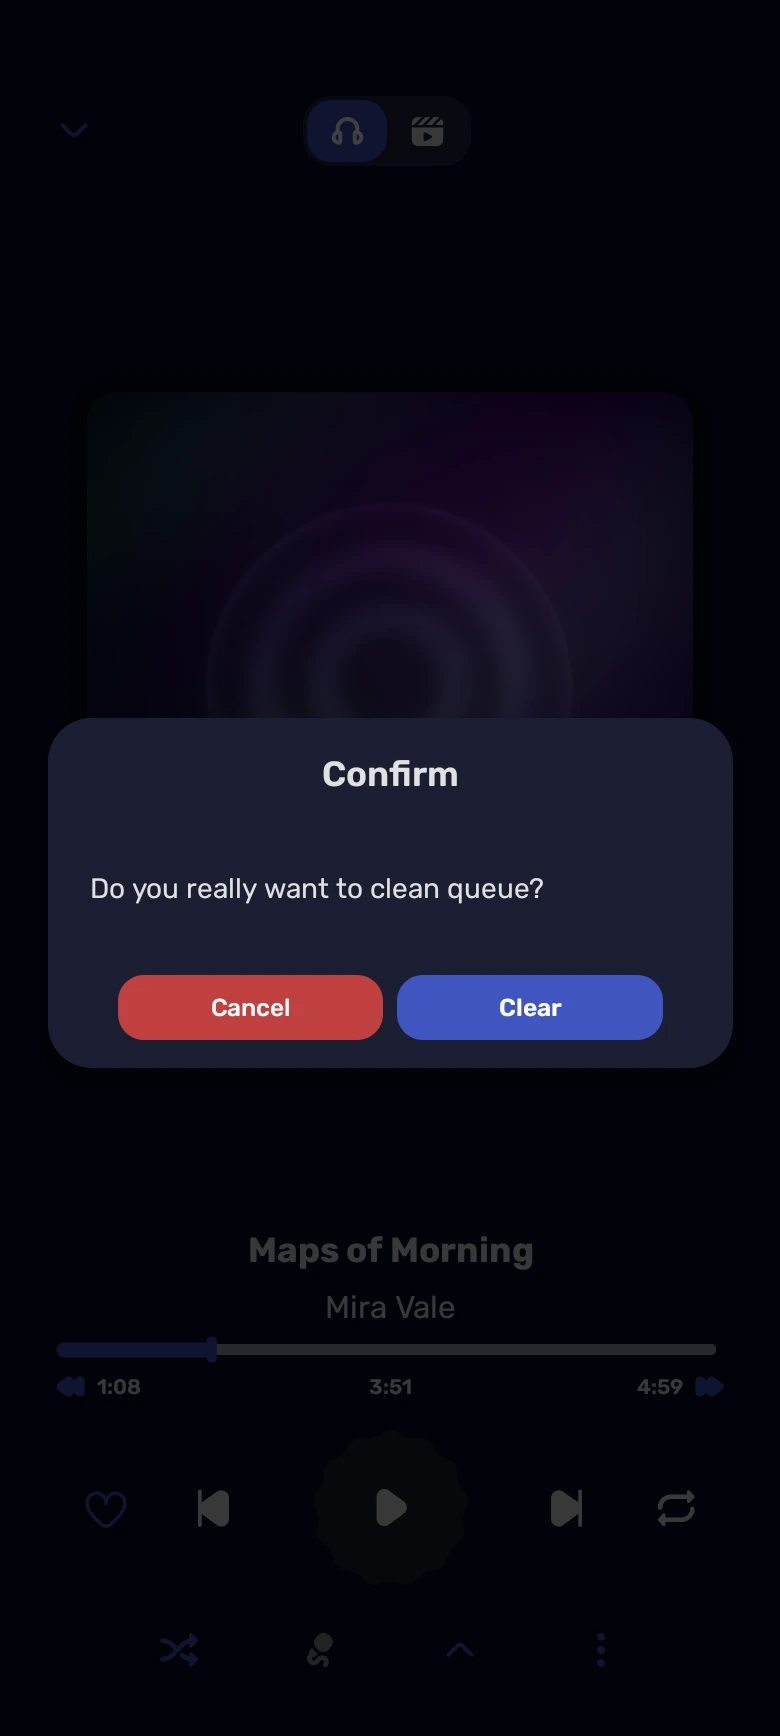 Confirm
Do you really want to clean queue?
Cancel Clear
Maps of Morning
Mira Vale
1:08 3:51 4:59